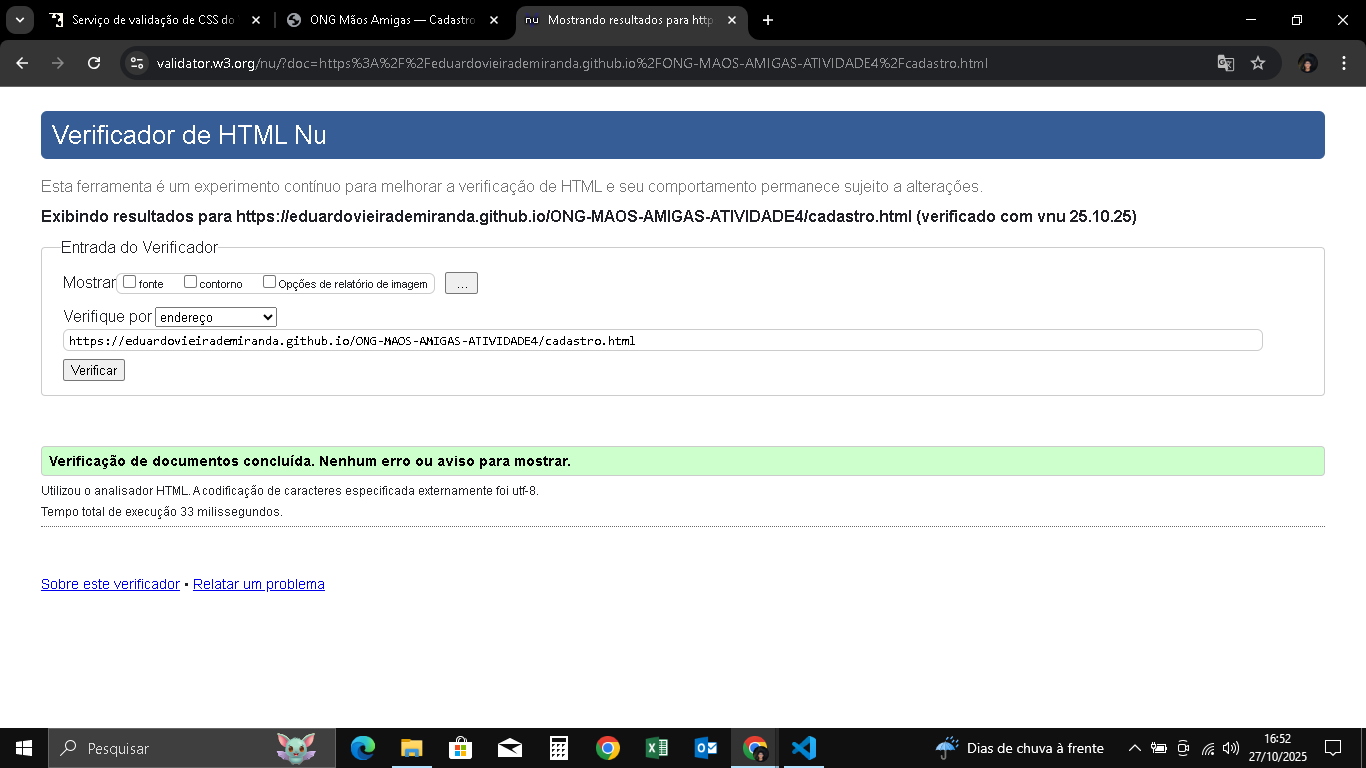 Serviço de validação de CSS do
ONG Mãos Amigas — Cadastro
nu Mostrando resultados para http
validator.w3.org/nu/?doc=https%3A%2F%2Feduardovieirademiranda.github.io%2FONG-MAOS-AMIGAS-ATIVIDADE4%2Fcadastro.html
Verificador de HTML Nu
Esta ferramenta é um experimento contínuo para melhorar a verificação de HTML e seu comportamento permanece sujeito a alterações.
Exibindo resultados para https://eduardovieirademiranda.github.io/ONG-MAOS-AMIGAS-ATIVIDADE4/cadastro.html (verificado com vnu 25.10.25)
Entrada do Verificador
Mostrar fonte contorno Opções de relatório de imagem ...
Verifique por endereço
https://eduardovieirademiranda.github.io/ONG-MAOS-AMIGAS-ATIVIDADE4/cadastro.html
Verificar
Verificação de documentos concluída. Nenhum erro ou aviso para mostrar.
Utilizou o analisador HTML. A codificação de caracteres especificada externamente foi utf-8.
Tempo total de execução 33 milissegundos.
Sobre este verificador • Relatar um problema
Pesquisar
Dias de chuva à frente
16:52
27/10/2025